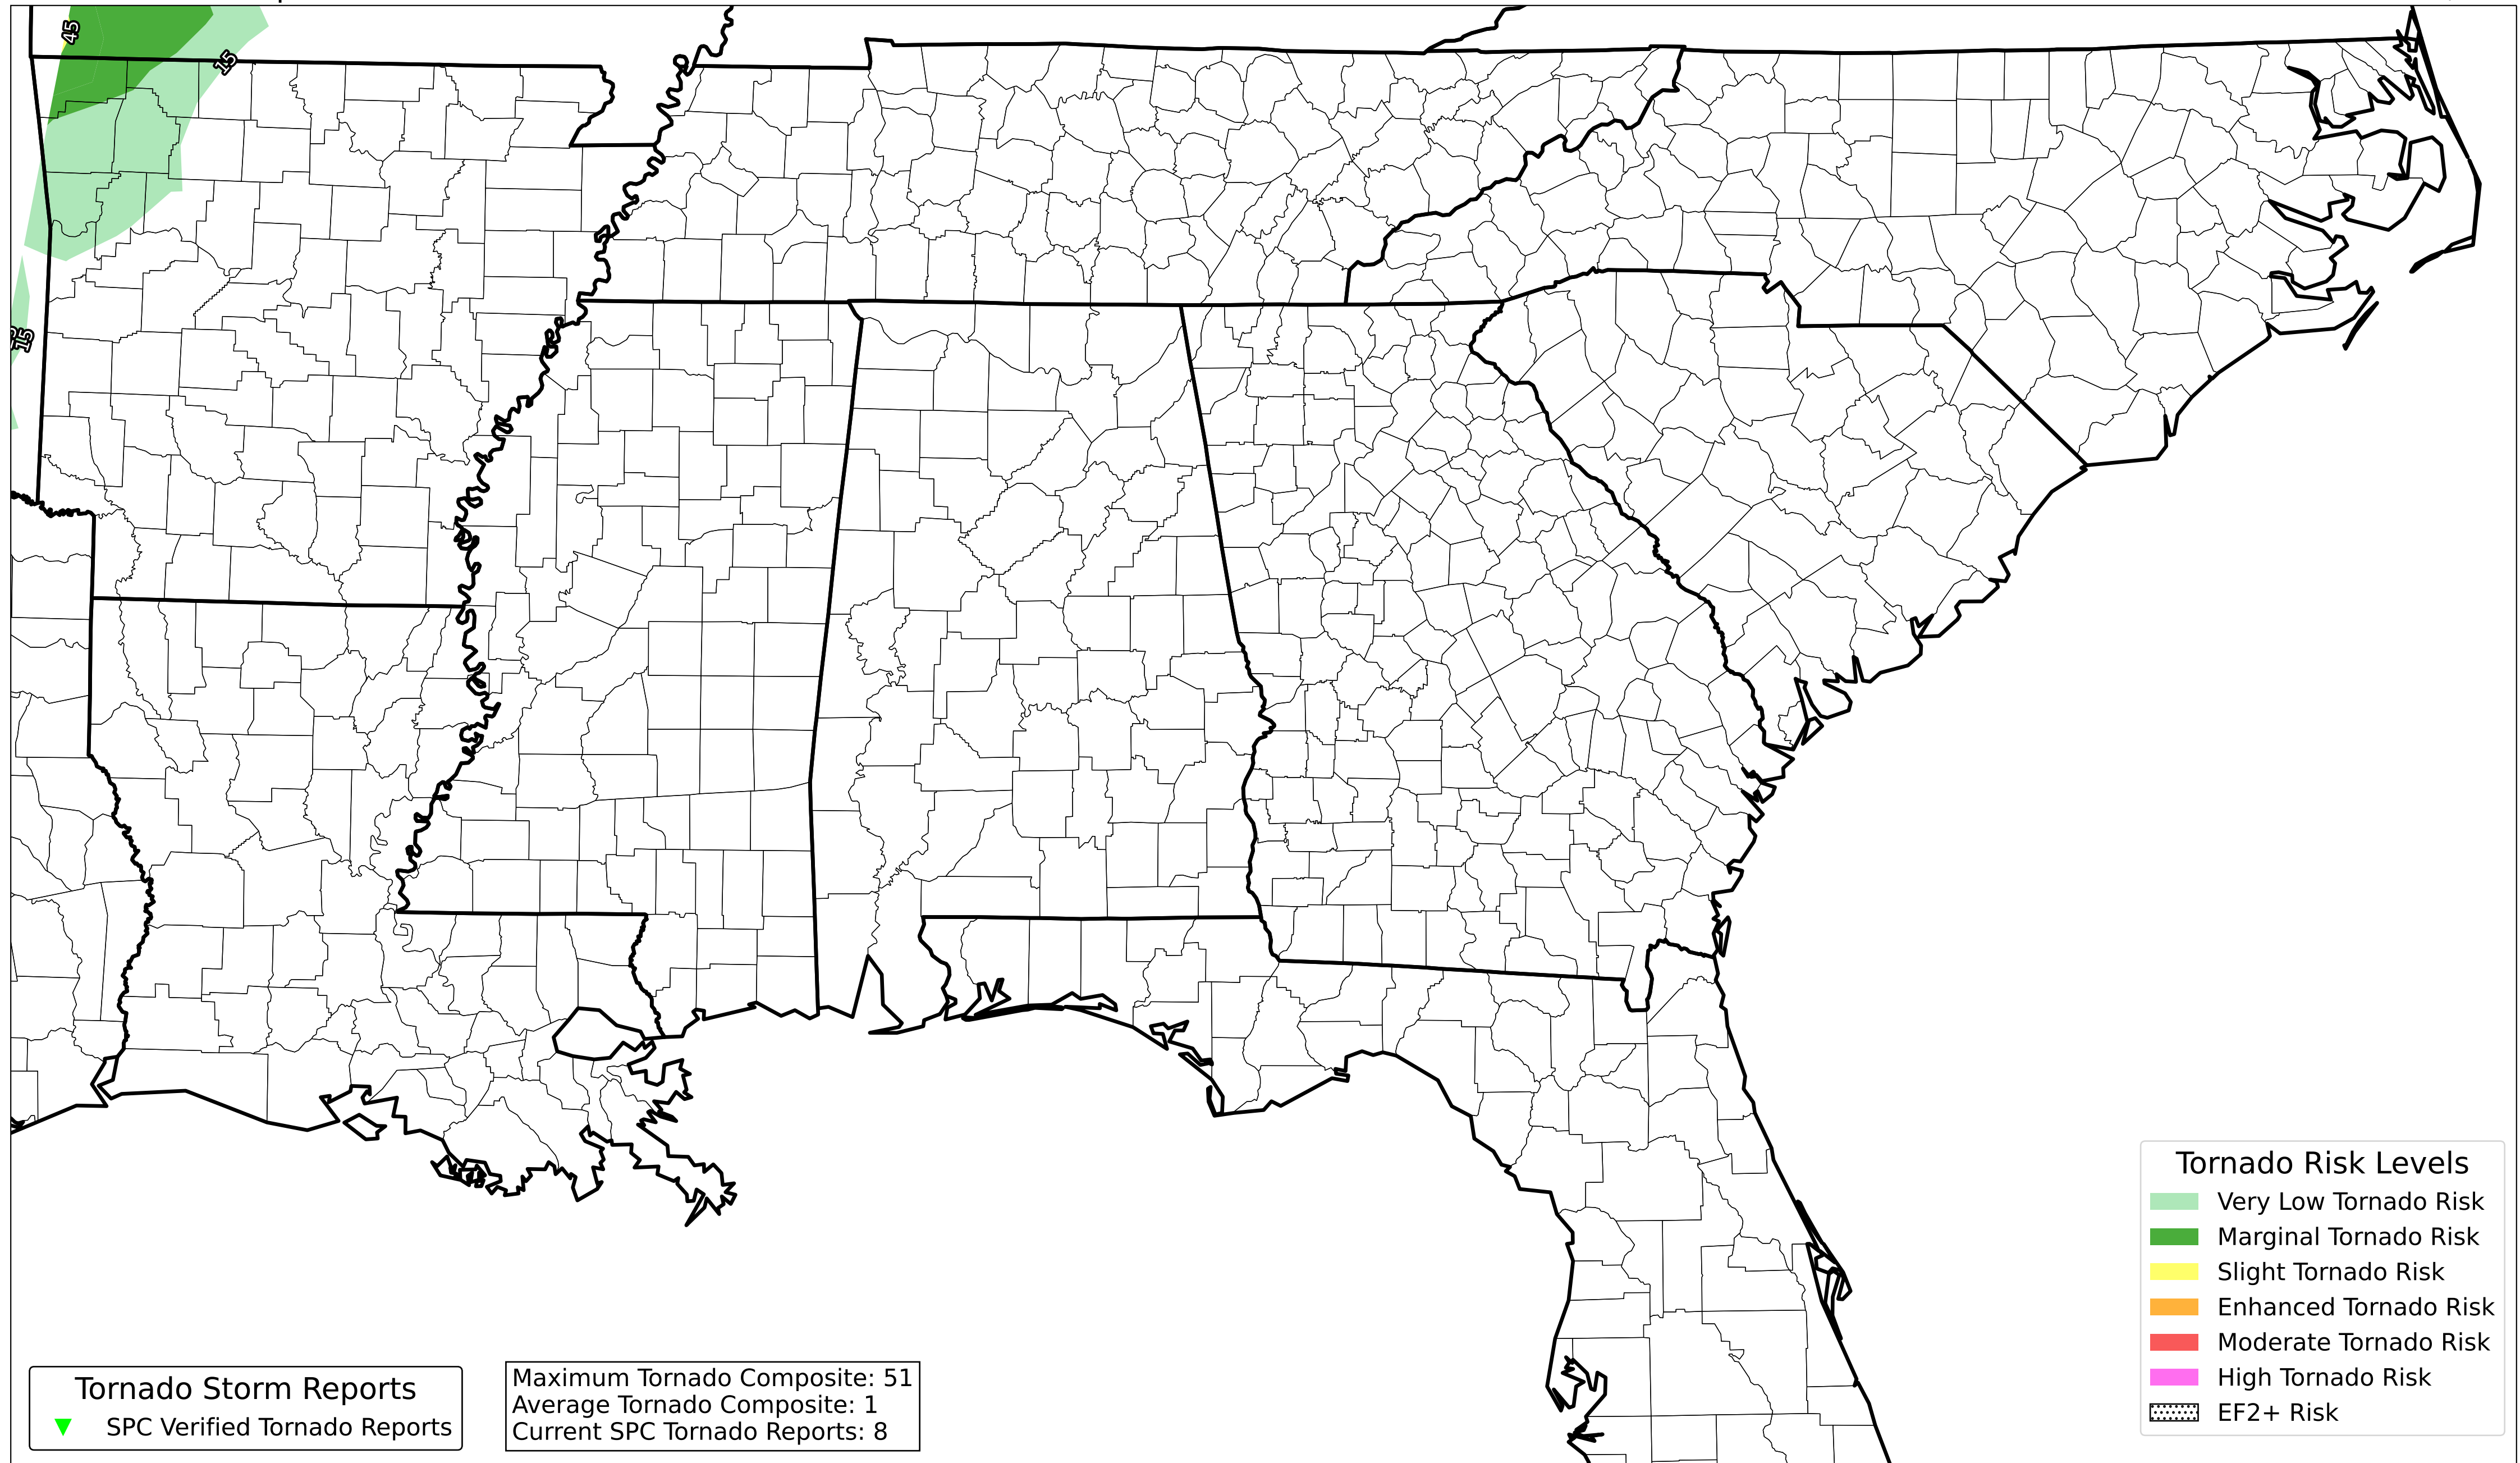 45
15
15
Tornado Risk Levels
Very Low Tornado Risk
Marginal Tornado Risk
Slight Tornado Risk
Enhanced Tornado Risk
Moderate Tornado Risk
High Tornado Risk
EF2+ Risk
Tornado Storm Reports
SPC Verified Tornado Reports
Maximum Tornado Composite: 51
Average Tornado Composite: 1
Current SPC Tornado Reports: 8